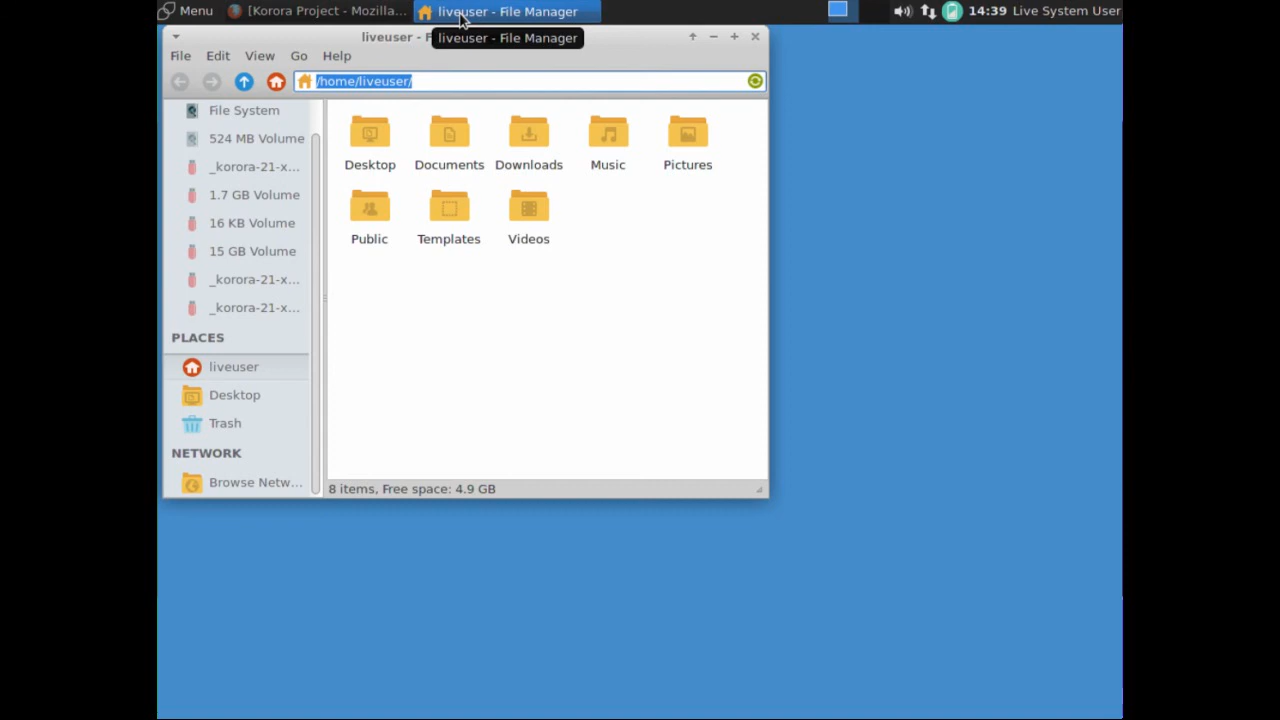 Menu
[Korora Project - Mozilla...
liveuser - File Manager
14:39 Live System User
liveuser - F
liveuser - File Manager
File Edit View Go Help
/home/liveuser/
File System
524 MB Volume
_korora-21-x...
1.7 GB Volume
16 KB Volume
15 GB Volume
_korora-21-x...
_korora-21-x...
PLACES
liveuser
Desktop
Trash
NETWORK
Browse Netw...
Desktop Documents Downloads Music Pictures
Public Templates Videos
8 items, Free space: 4.9 GB